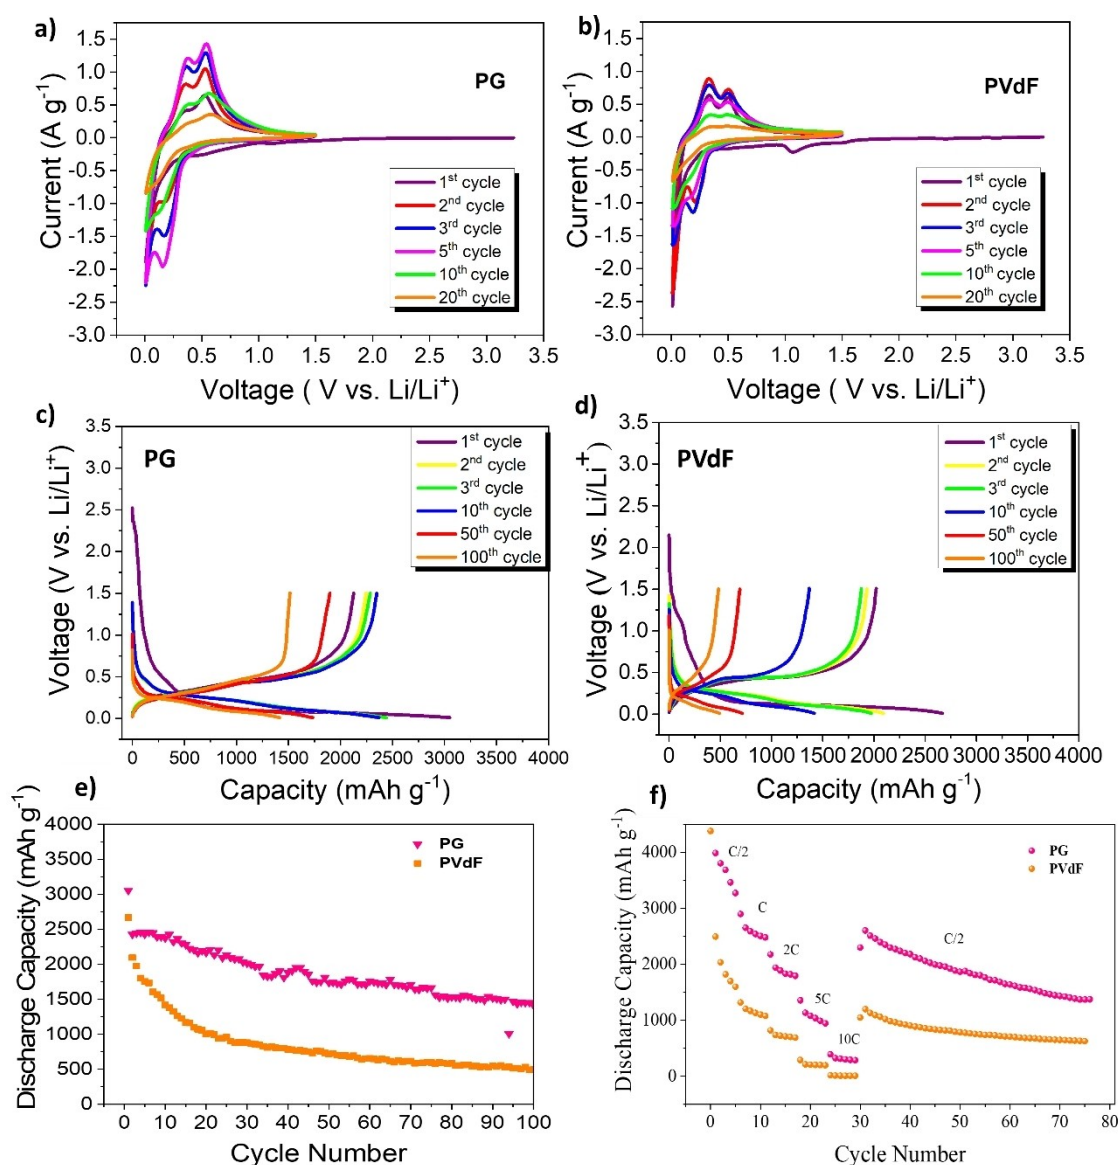 a)
PG
Current (A g⁻¹)
1.5
1.0
0.5
0.0
-0.5
-1.0
-1.5
-2.0
-2.5
-3.0
1ˢᵗ cycle
2ⁿᵈ cycle
3ʳᵈ cycle
5ᵗʰ cycle
10ᵗʰ cycle
20ᵗʰ cycle
0.0 0.5 1.0 1.5 2.0 2.5 3.0 3.5
Voltage ( V vs. Li/Li⁺)
b)
PVdF
Current (A g⁻¹)
1.5
1.0
0.5
0.0
-0.5
-1.0
-1.5
-2.0
-2.5
-3.0
1ˢᵗ cycle
2ⁿᵈ cycle
3ʳᵈ cycle
5ᵗʰ cycle
10ᵗʰ cycle
20ᵗʰ cycle
0.0 0.5 1.0 1.5 2.0 2.5 3.0 3.5
Voltage ( V vs. Li/Li⁺)
c)
PG
Voltage (V vs. Li/Li⁺)
3.5
3.0
2.5
2.0
1.5
1.0
0.5
0.0
1ˢᵗ cycle
2ⁿᵈ cycle
3ʳᵈ cycle
10ᵗʰ cycle
50ᵗʰ cycle
100ᵗʰ cycle
0 500 1000 1500 2000 2500 3000 3500 4000
Capacity (mAh g⁻¹)
d)
PVdF
Voltage (V vs. Li/Li⁺)
3.5
3.0
2.5
2.0
1.5
1.0
0.5
0.0
1ˢᵗ cycle
2ⁿᵈ cycle
3ʳᵈ cycle
10ᵗʰ cycle
50ᵗʰ cycle
100ᵗʰ cycle
0 500 1000 1500 2000 2500 3000 3500 4000
Capacity (mAh g⁻¹)
e)
Discharge Capacity (mAh g⁻¹)
4000
3500
3000
2500
2000
1500
1000
500
0
PG
PVdF
0 10 20 30 40 50 60 70 80 90 100
Cycle Number
f)
Discharge Capacity (mAh g⁻¹)
4000
3000
2000
1000
0
C/2
C
2C
5C
10C
C/2
PG
PVdF
0 10 20 30 40 50 60 70 80
Cycle Number